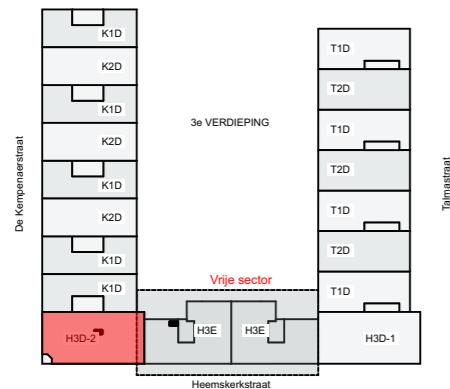 De Kempenaerstraat
K1D
K2D
K1D
K2D
K1D
K2D
K1D
K1D
H3D-2
3e VERDIEPING
Vrije sector
H3E
H3E
Heemskerkstraat
T1D
T2D
T1D
T2D
T1D
T2D
T1D
H3D-1
Talmastraat